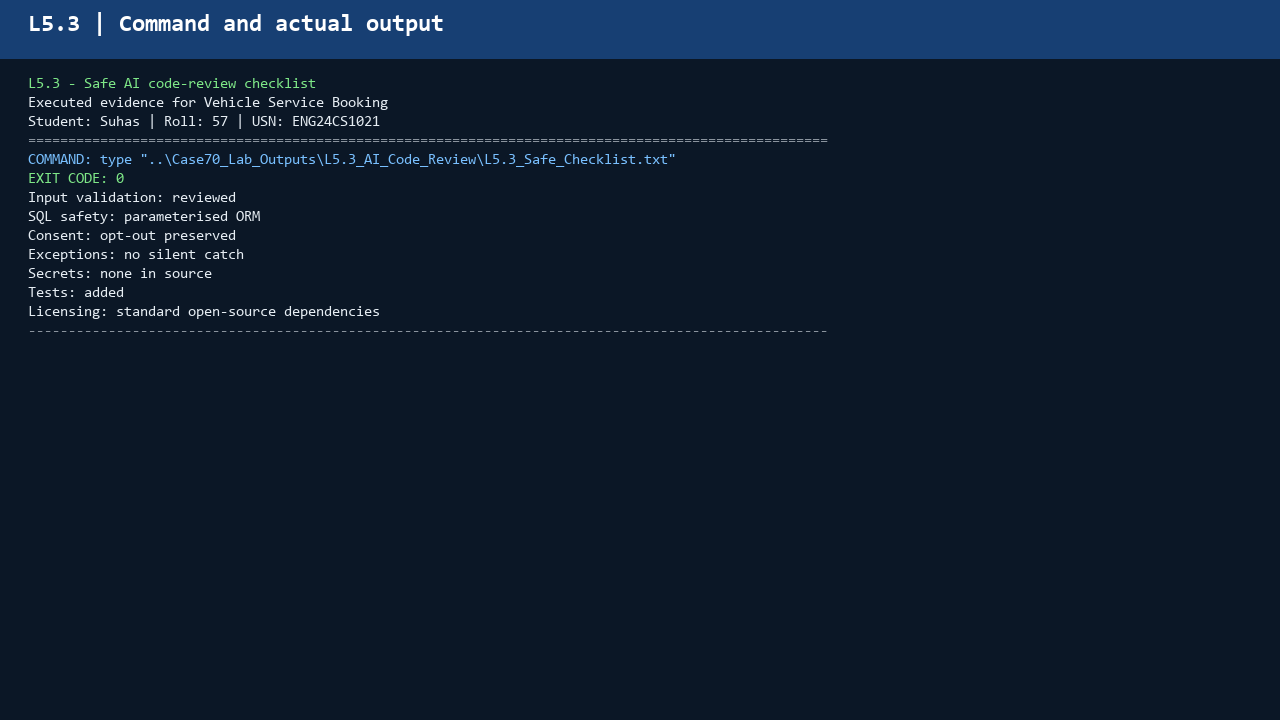 L5.3 | Command and actual output
L5.3 - Safe AI code-review checklist
Executed evidence for Vehicle Service Booking
Student: Suhas | Roll: 57 | USN: ENG24CS1021
====================================================================================================
COMMAND: type "..\Case70_Lab_Outputs\L5.3_AI_Code_Review\L5.3_Safe_Checklist.txt"
EXIT CODE: 0
Input validation: reviewed
SQL safety: parameterised ORM
Consent: opt-out preserved
Exceptions: no silent catch
Secrets: none in source
Tests: added
Licensing: standard open-source dependencies
----------------------------------------------------------------------------------------------------